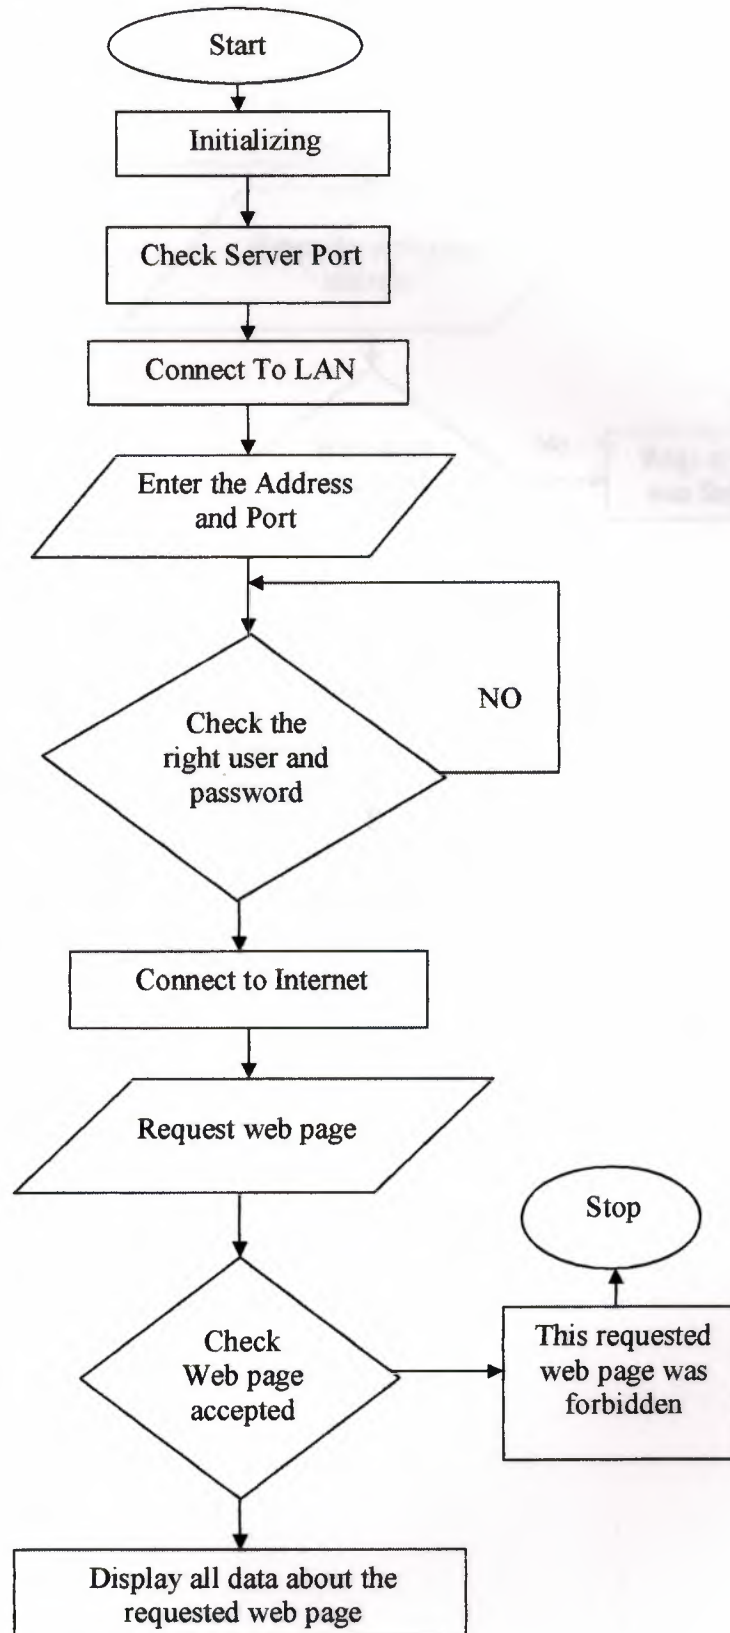 Start
Initializing
Check Server Port
Connect To LAN
Enter the Address
and Port
NO
Check the
right user and
password
Connect to Internet
Request web page
Stop
Check
Web page
accepted
This requested
web page was
forbidden
Display all data about the
requested web page